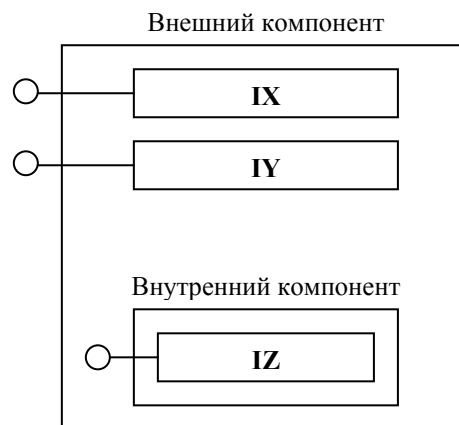 Внешний компонент
IX
IY
Внутренний компонент
IZ